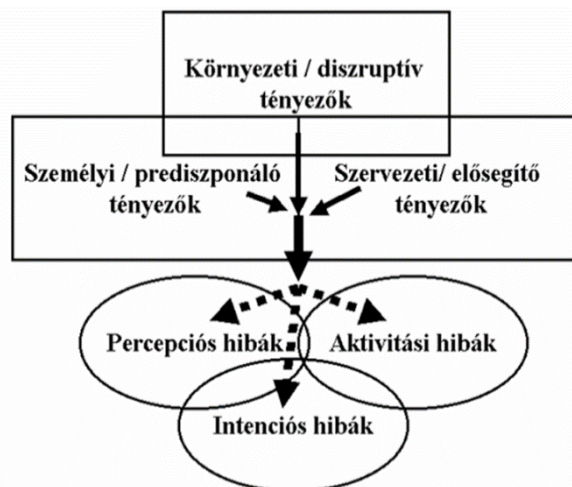 Környezeti / diszruptív
tényezők
Személyi / prediszponáló
tényezők
Szervezeti/ elősegítő
tényezők
Percepciós hibák
Aktivitási hibák
Intenciós hibák